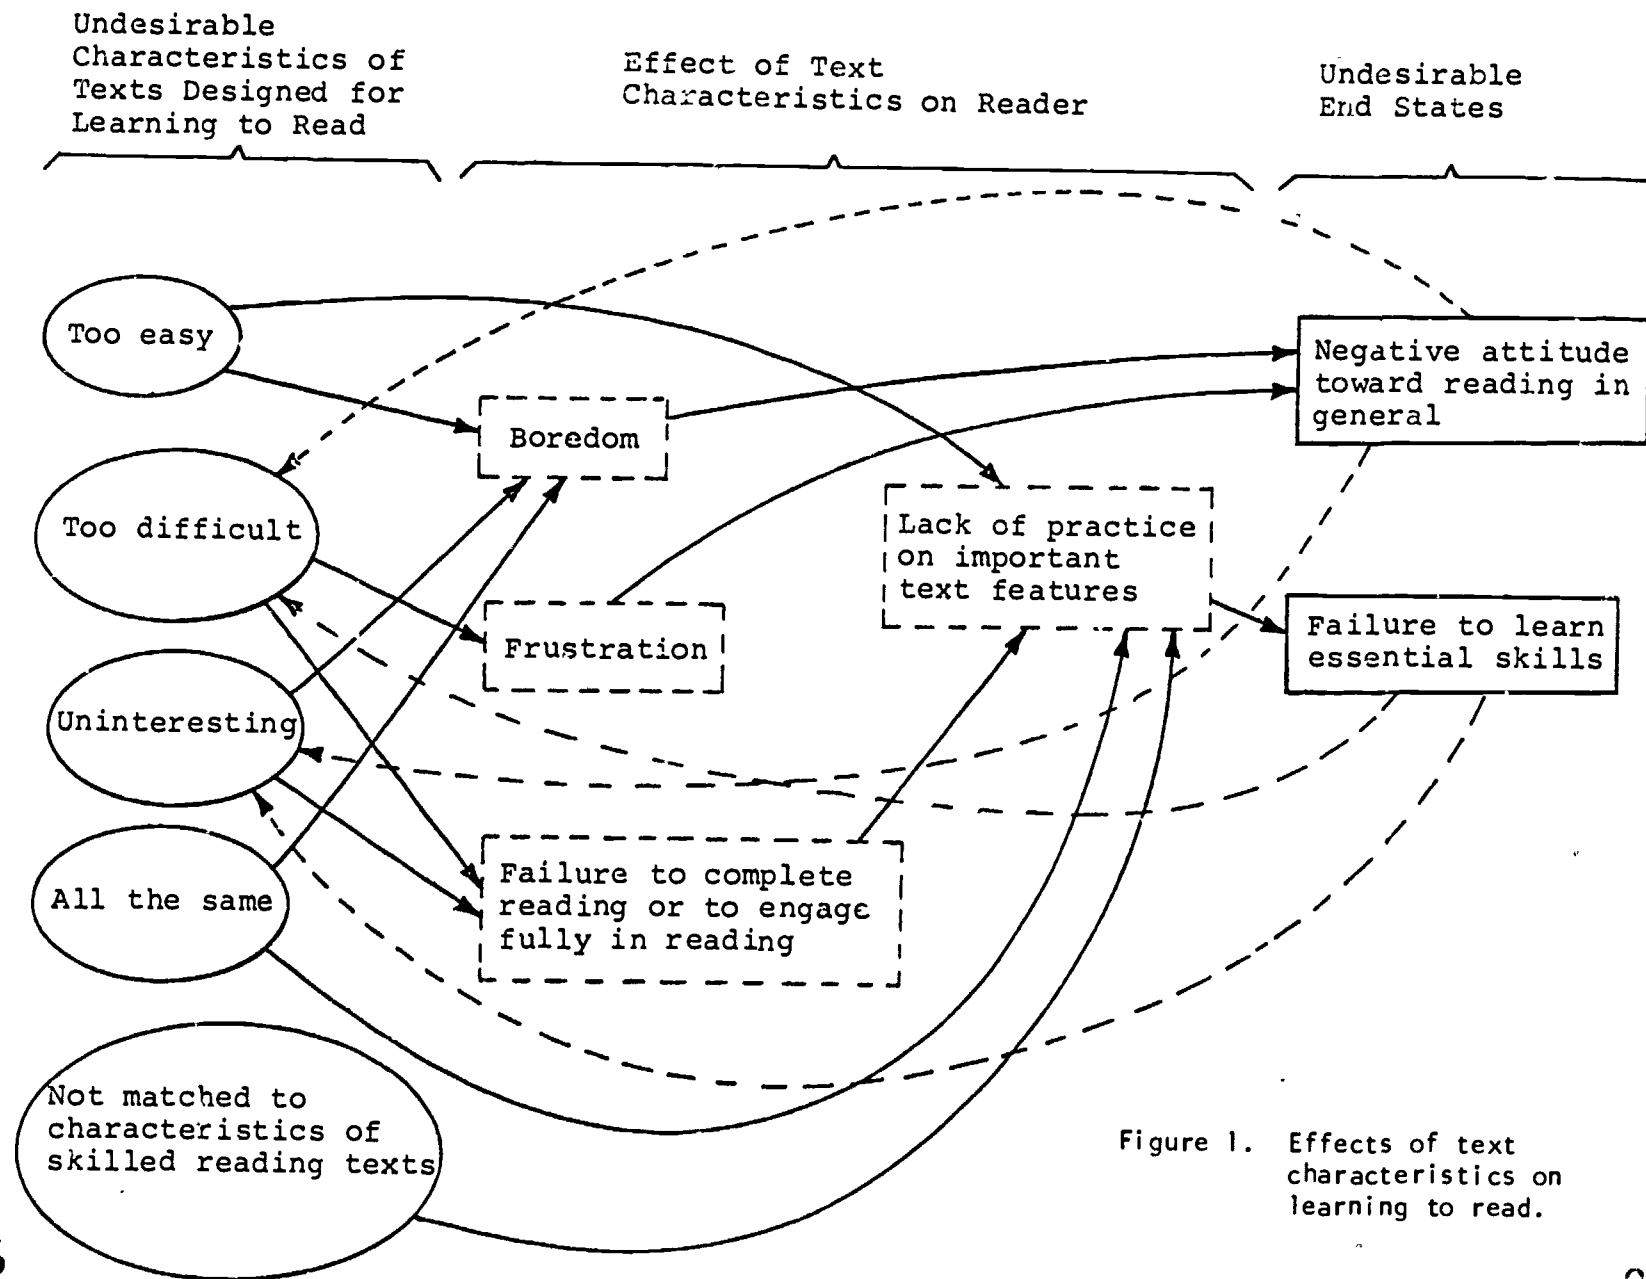 Undesirable
Characteristics of
Texts Designed for
Learning to Read
Effect of Text
Characteristics on Reader
Undesirable
End States
Too easy
Boredom
Negative attitude
toward reading in
general
Too difficult
Lack of practice
on important
text features
Frustration
Failure to learn
essential skills
Uninteresting
All the same
Failure to complete
reading or to engage
fully in reading
Not matched to
characteristics of
skilled reading texts
Figure 1. Effects of text
characteristics on
learning to read.